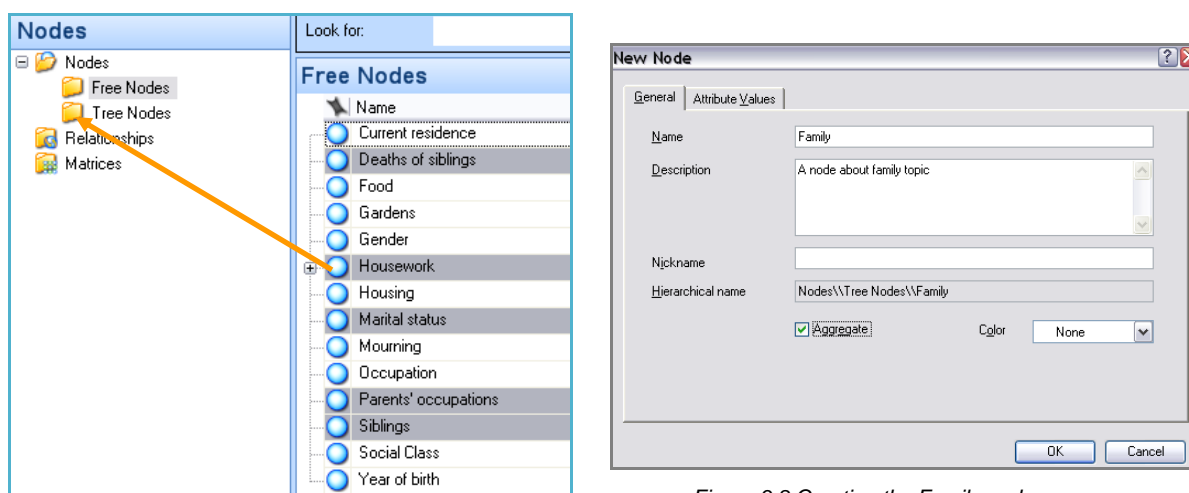 Nodes
Nodes
Free Nodes
Tree Nodes
Relationships
Matrices
Look for:
Free Nodes
Name
Current residence
Deaths of siblings
Food
Gardens
Gender
Housework
Housing
Marital status
Mourning
Occupation
Parents' occupations
Siblings
Social Class
Year of birth
New Node
General Attribute Values
Name Family
Description A node about family topic
Nickname
Hierarchical name Nodes\\Tree Nodes\\Family
Aggregate Color None
OK Cancel
Creating the Family